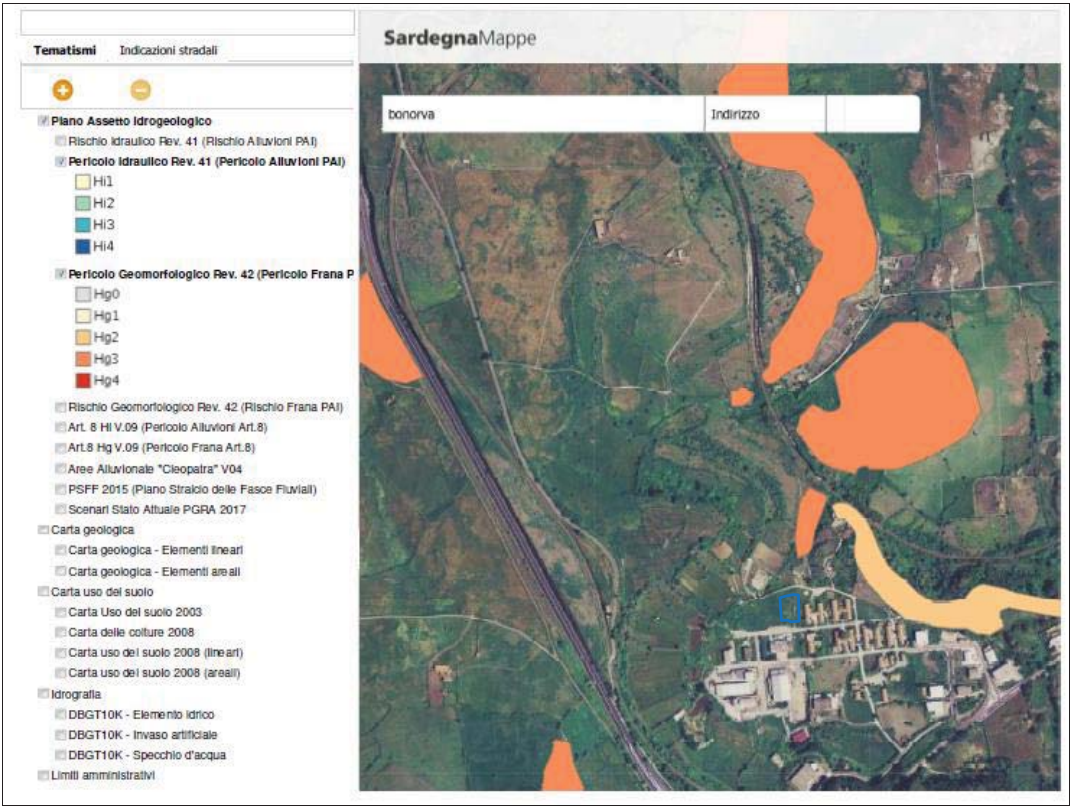 SardegnaMappe
Tematismi Indicazioni stradali
bonorva Indirizzo
Piano Assetto Idrogeologico
Rischio Idraulico Rev. 41 (Rischio Alluvioni PAI)
Pericolo Idraulico Rev. 41 (Pericolo Alluvioni PAI)
Hi1
Hi2
Hi3
Hi4
Pericolo Geomorfologico Rev. 42 (Pericolo Frana P
Hg0
Hg1
Hg2
Hg3
Hg4
Rischio Geomorfologico Rev. 42 (Rischio Frana PAI)
Art. 8 Hi V.09 (Pericolo Alluvioni Art.8)
Art.8 Hg V.09 (Pericolo Frana Art.8)
Aree Alluvionate "Cleopatra" V04
PSFF 2015 (Piano Stralcio delle Fasce Fluviali)
Scenari Stato Attuale PGRA 2017
Carta geologica
Carta geologica - Elementi lineari
Carta geologica - Elementi areali
Carta uso del suolo
Carta Uso del suolo 2003
Carta delle colture 2008
Carta uso del suolo 2008 (lineari)
Carta uso del suolo 2008 (areali)
Idrografia
DBGT10K - Elemento idrico
DBGT10K - Invaso artificiale
DBGT10K - Specchio d'acqua
Limiti amministrativi